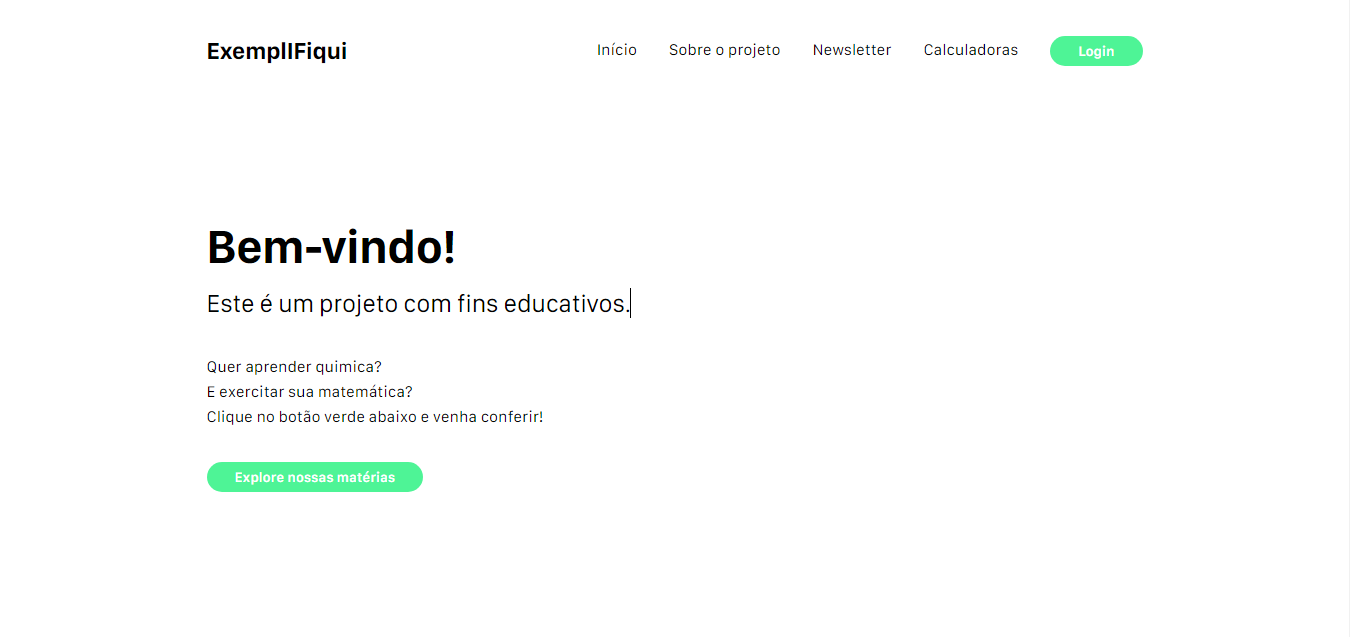 ExemplIFiqui
Início Sobre o projeto Newsletter Calculadoras Login
Bem-vindo!
Este é um projeto com fins educativos.
Quer aprender quimica?
E exercitar sua matemática?
Clique no botão verde abaixo e venha conferir!
Explore nossas matérias